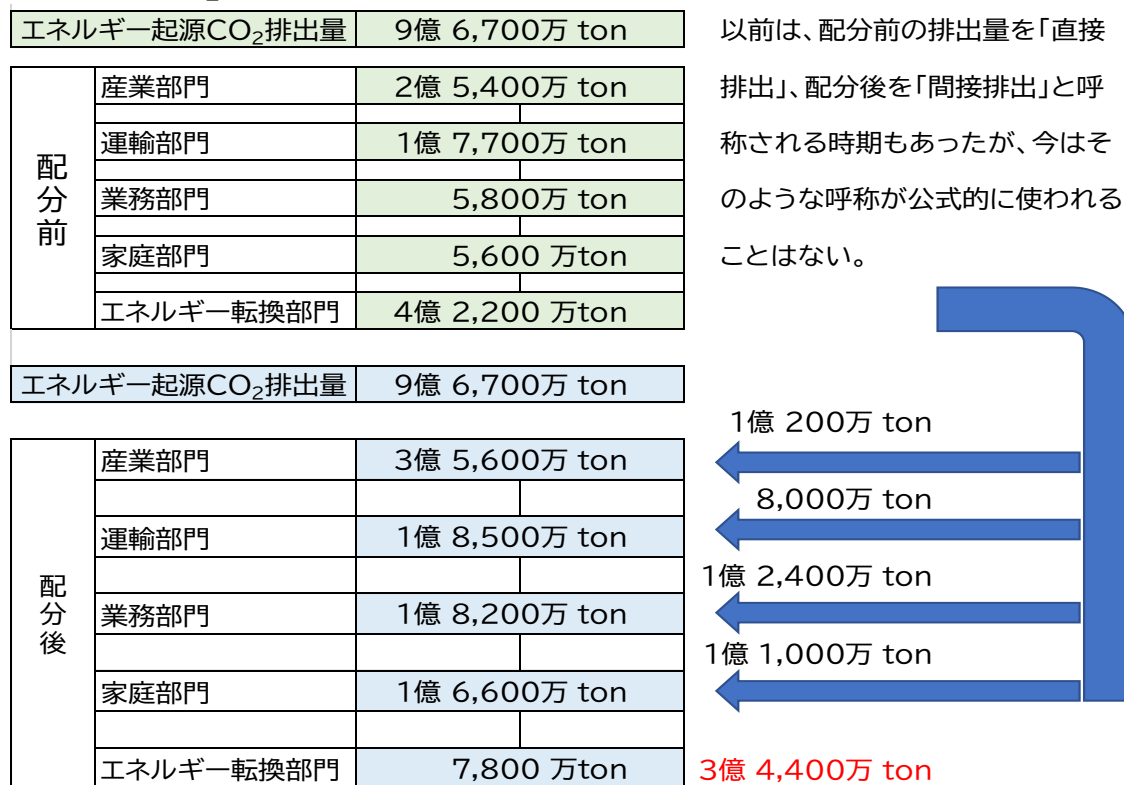 エネルギー起源CO₂排出量 9億 6,700万 ton
配分前
産業部門 2億 5,400万 ton
運輸部門 1億 7,700万 ton
業務部門 5,800万 ton
家庭部門 5,600 万ton
エネルギー転換部門 4億 2,200 万ton
以前は、配分前の排出量を「直接
排出」、配分後を「間接排出」と呼
称される時期もあったが、今はそ
のような呼称が公式的に使われる
ことはない。
エネルギー起源CO₂排出量 9億 6,700万 ton
配分後
産業部門 3億 5,600万 ton
1億 200万 ton
運輸部門 1億 8,500万 ton
8,000万 ton
業務部門 1億 8,200万 ton
1億 2,400万 ton
家庭部門 1億 6,600万 ton
1億 1,000万 ton
エネルギー転換部門 7,800 万ton
3億 4,400万 ton